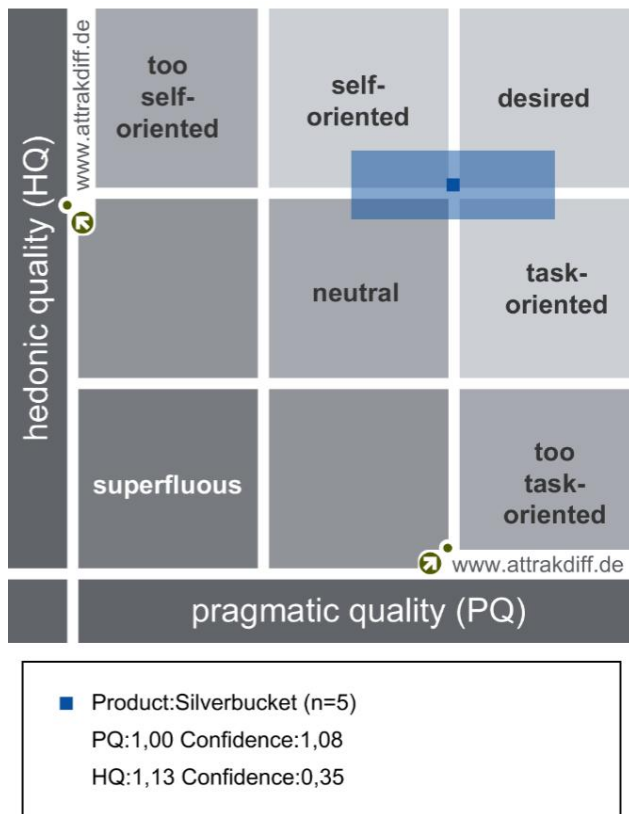 www.attrakdiff.de
hedonic quality (HQ)
too
self-
oriented
self-
oriented
desired
neutral
task-
oriented
superfluous
too
task-
oriented
www.attrakdiff.de
pragmatic quality (PQ)
Product:Silverbucket (n=5)
PQ:1,00 Confidence:1,08
HQ:1,13 Confidence:0,35